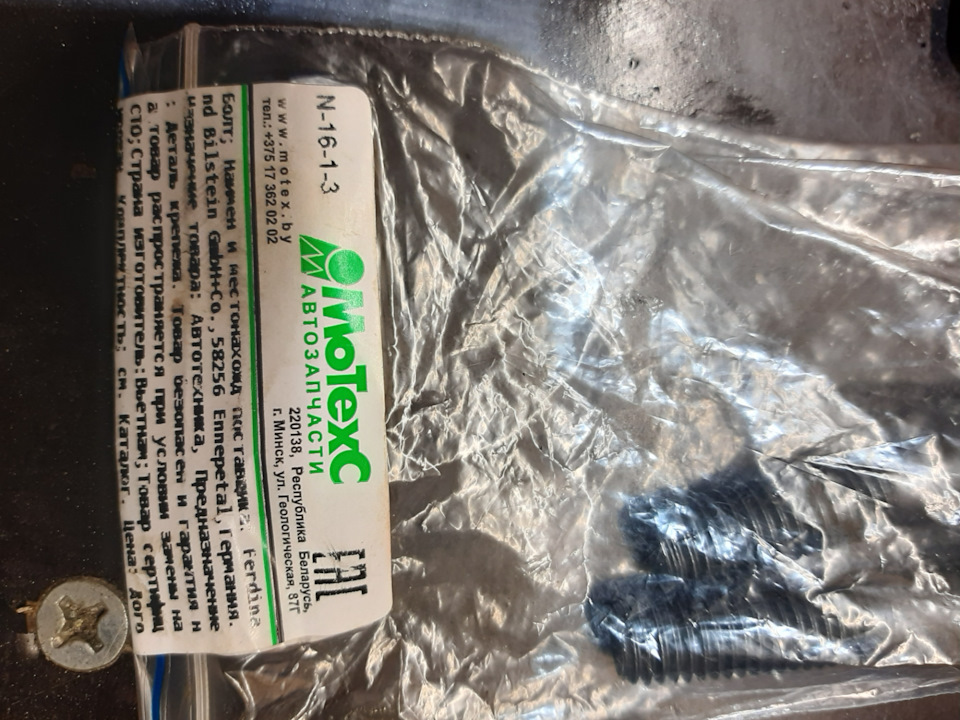 N-16-1-3
МоТехС
АВТОЗАПЧАСТИ
ЕАС
www.motex.by
тел.: +375 17 362 02 02
220138, Республика Беларусь,
г. Минск, ул. Геологическая, 87Г
Болт; Наимен и местонахожд поставщика: Ferdina
nd Bilstein GmbH+Co., 58256 Ennepetal, Германия.
Назначение товара: Автотехника, Предназначение
: Деталь крепежа. Товар безопасен и гарантия н
а товар распространяется при условии замены на
СТО; Страна изготовитель: Вьетнам; Товар сертифиц
Комплектность: см. Каталог. Цена: Дого